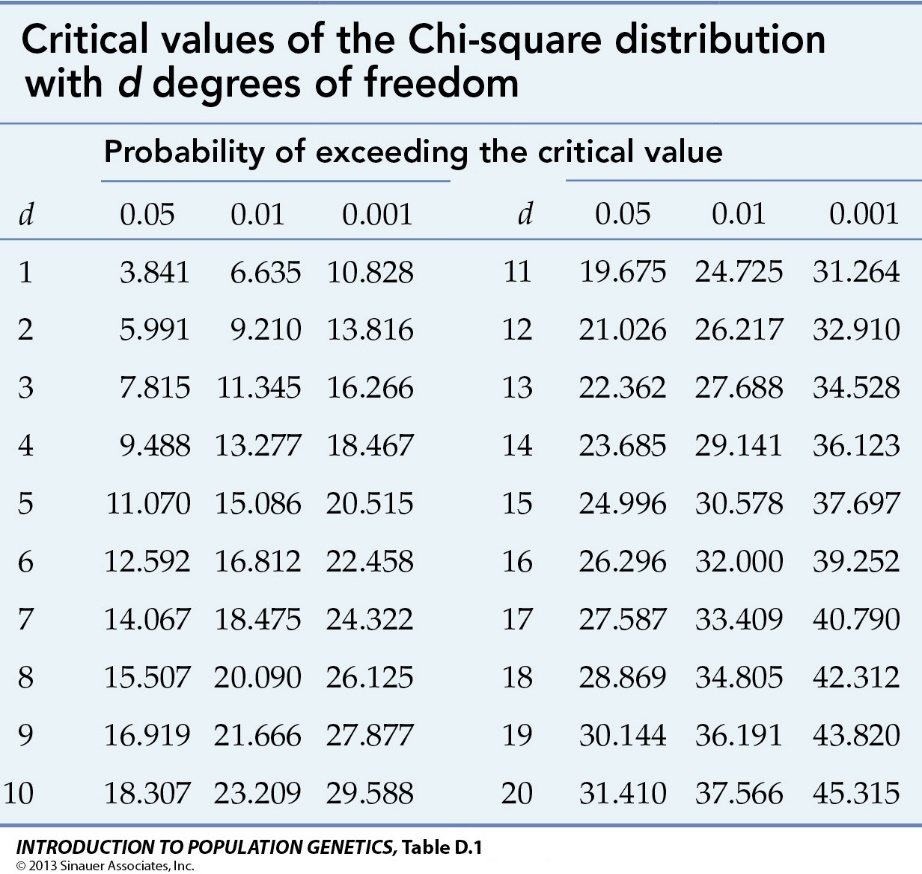 Critical values of the Chi-square distribution
with d degrees of freedom
Probability of exceeding the critical value
d 0.05 0.01 0.001 d 0.05 0.01 0.001
1 3.841 6.635 10.828 11 19.675 24.725 31.264
2 5.991 9.210 13.816 12 21.026 26.217 32.910
3 7.815 11.345 16.266 13 22.362 27.688 34.528
4 9.488 13.277 18.467 14 23.685 29.141 36.123
5 11.070 15.086 20.515 15 24.996 30.578 37.697
6 12.592 16.812 22.458 16 26.296 32.000 39.252
7 14.067 18.475 24.322 17 27.587 33.409 40.790
8 15.507 20.090 26.125 18 28.869 34.805 42.312
9 16.919 21.666 27.877 19 30.144 36.191 43.820
10 18.307 23.209 29.588 20 31.410 37.566 45.315
INTRODUCTION TO POPULATION GENETICS, Table D.1
© 2013 Sinauer Associates, Inc.